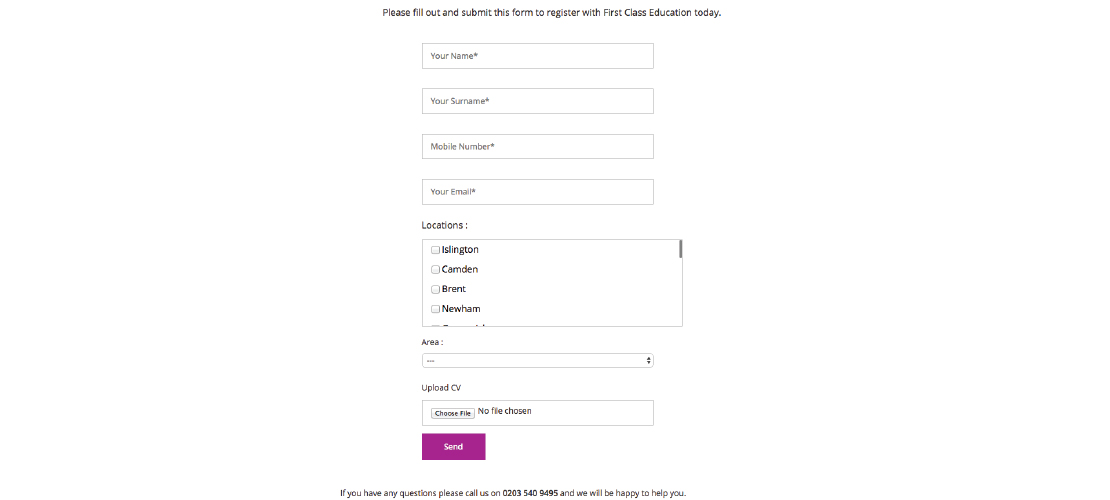 Please fill out and submit this form to register with First Class Education today.
Your Name*
Your Surname*
Mobile Number*
Your Email*
Locations :
Islington
Camden
Brent
Newham
Area :
---
Upload CV
Choose File No file chosen
Send
If you have any questions please call us on 0203 540 9495 and we will be happy to help you.